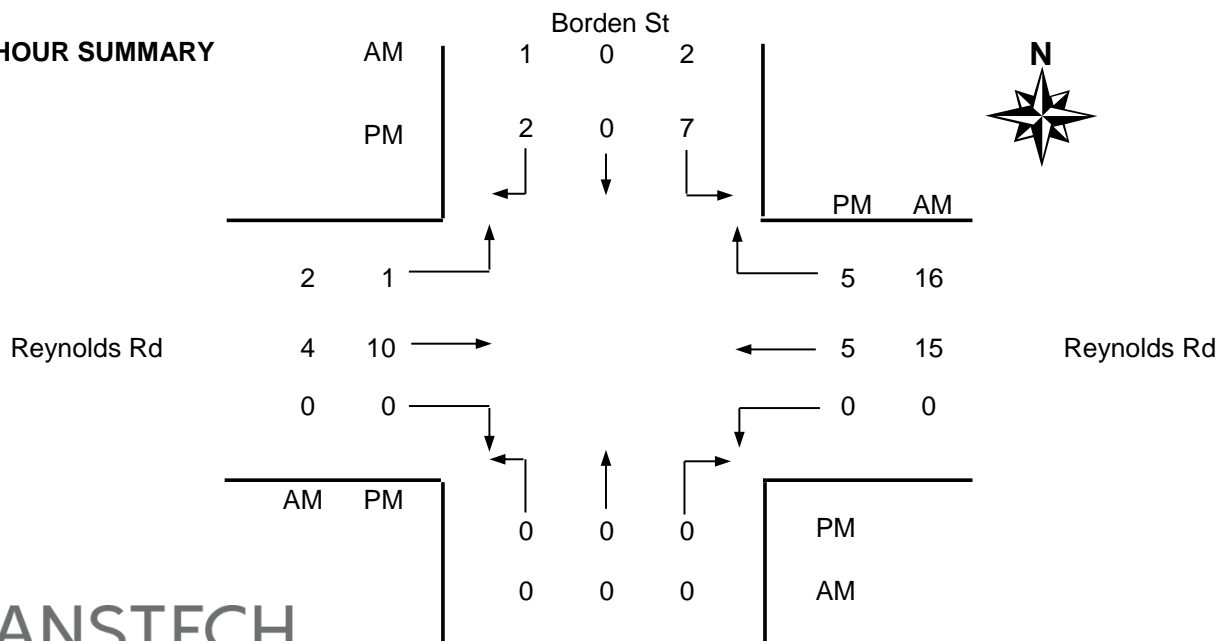 Borden St
HOUR SUMMARY AM 1 0 2 N
PM 2 0 7
PM AM
2 1 5 16
Reynolds Rd 4 10 5 15 Reynolds Rd
0 0 0 0
AM PM
0 0 0 PM
0 0 0 AM
ANSTECH